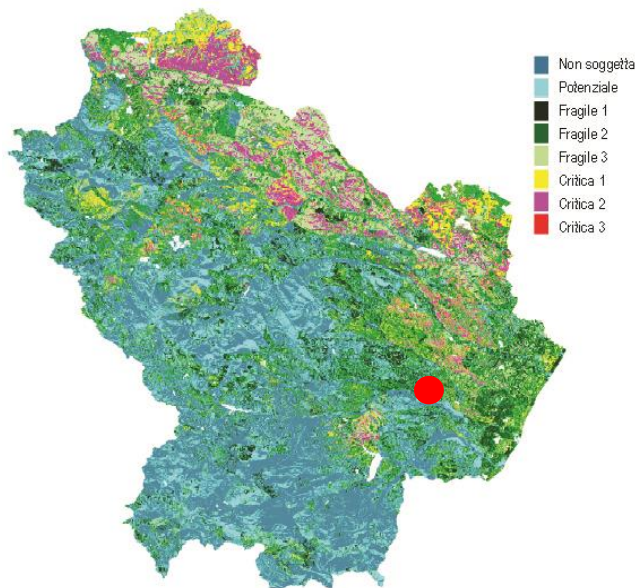 Non soggetta
Potenziale
Fragile 1
Fragile 2
Fragile 3
Critica 1
Critica 2
Critica 3